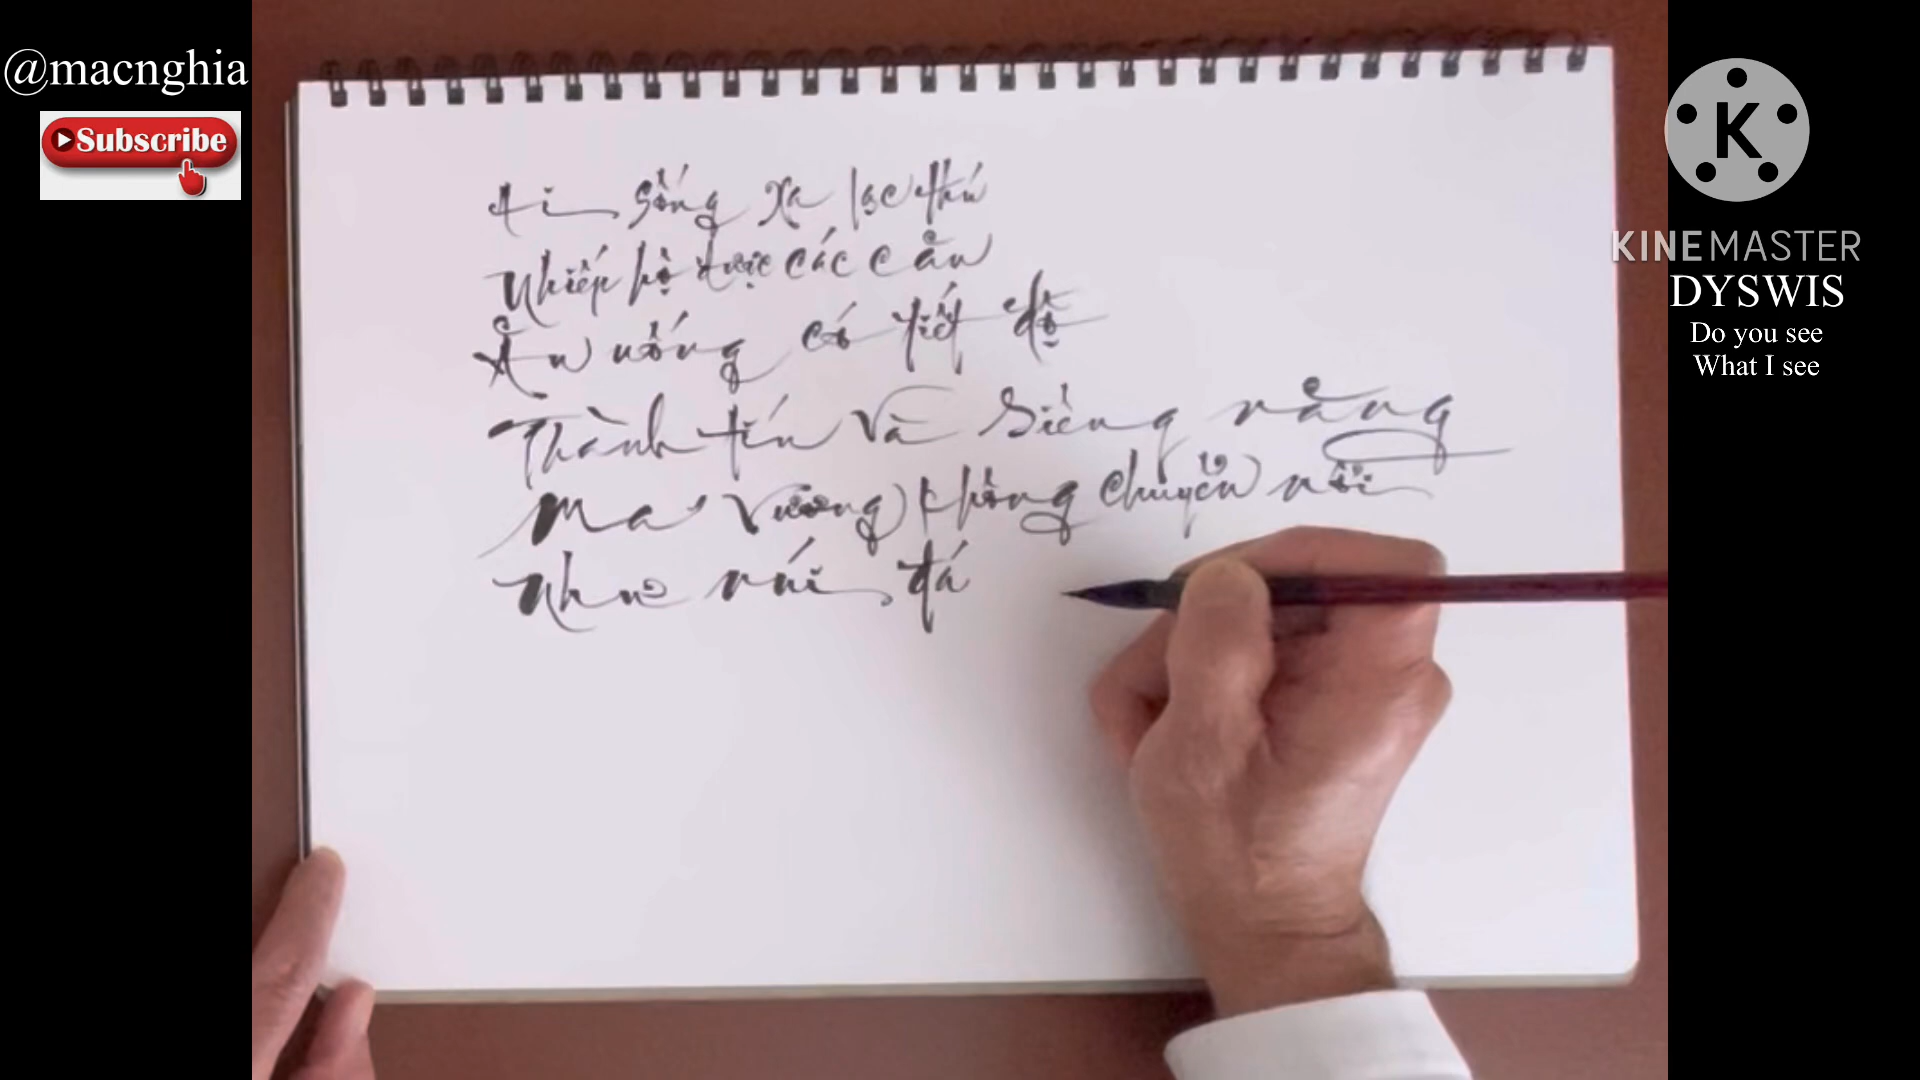 @macnghia
Subscribe
Ai sống xa lạc thú
Nhiếp hộ được các căn
Ăn uống có tiết độ
Thành tín và siêng năng
Ma vương không chuyển nổi
Như núi đá
K
KINEMASTER
DYSWIS
Do you see
What I see